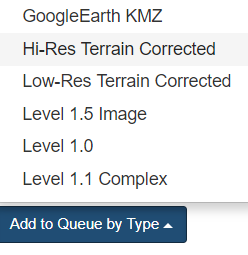 GoogleEarth KMZ
Hi-Res Terrain Corrected
Low-Res Terrain Corrected
Level 1.5 Image
Level 1.0
Level 1.1 Complex
Add to Queue by Type